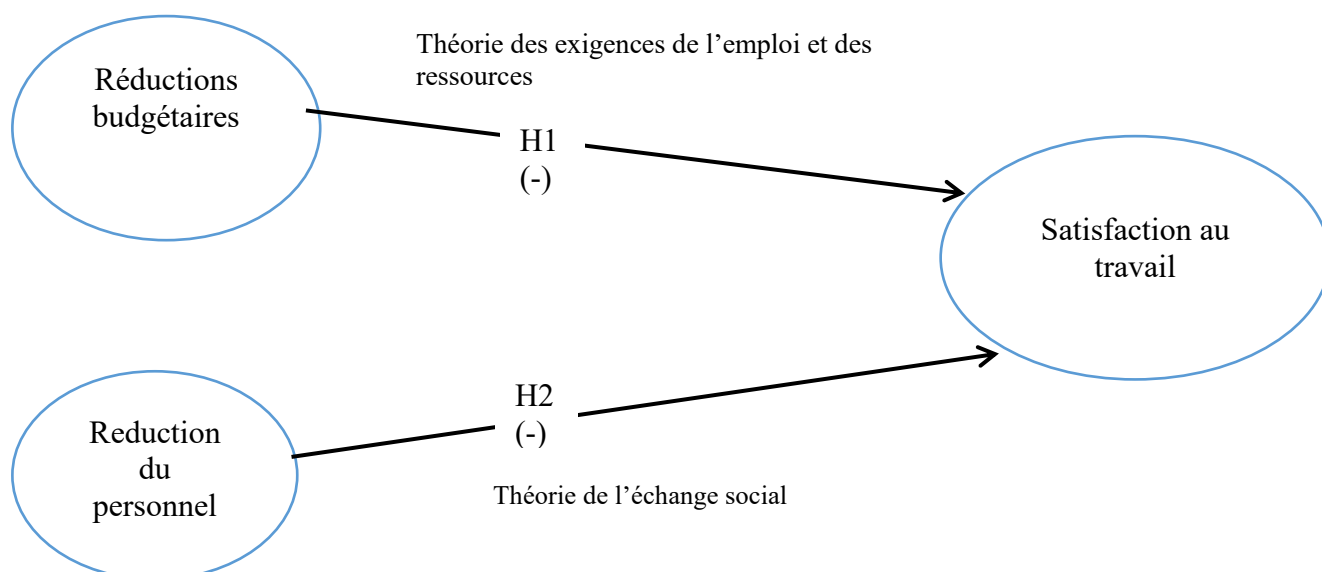 Théorie des exigences de l’emploi et des
ressources
Réductions
budgétaires
H1
(-)
Satisfaction au
travail
H2
(-)
Reduction
du
personnel
Théorie de l’échange social